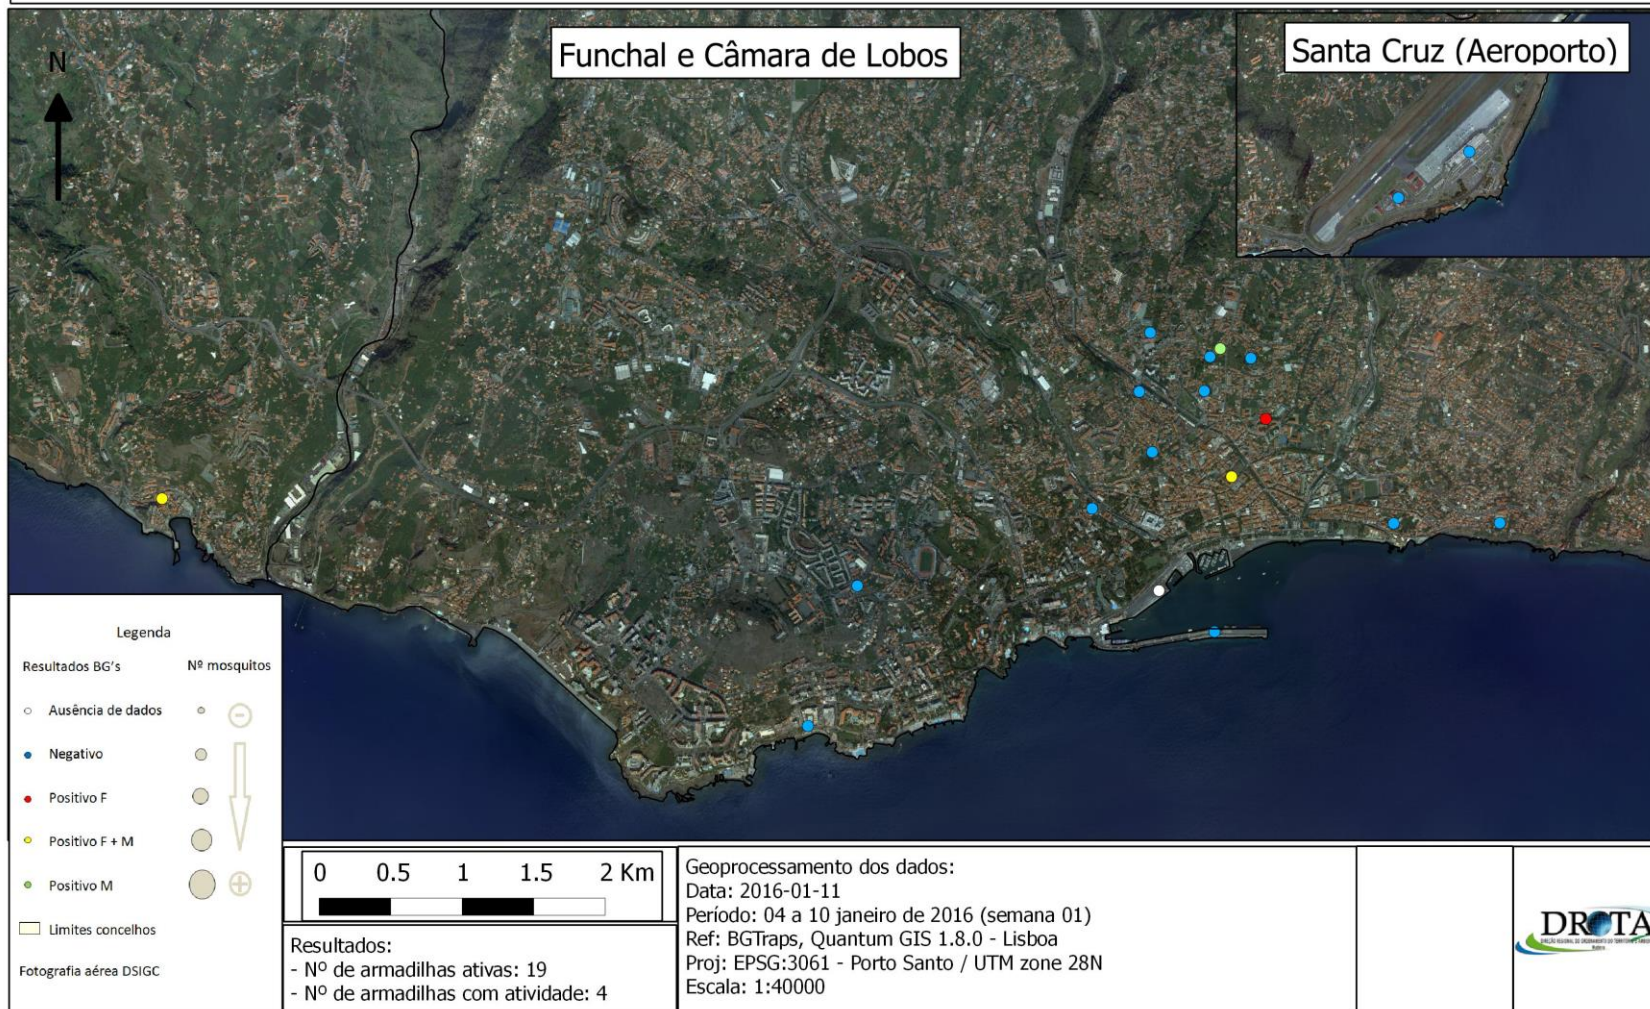 Funchal e Câmara de Lobos
Santa Cruz (Aeroporto)
N
Legenda
Resultados BG's
Nº mosquitos
Ausência de dados
Negativo
Positivo F
Positivo F + M
Positivo M
Limites concelhos
Fotografia aérea DSIGC
0 0.5 1 1.5 2 Km
Resultados:
- Nº de armadilhas ativas: 19
- Nº de armadilhas com atividade: 4
Geoprocessamento dos dados:
Data: 2016-01-11
Período: 04 a 10 janeiro de 2016 (semana 01)
Ref: BGTraps, Quantum GIS 1.8.0 - Lisboa
Proj: EPSG:3061 - Porto Santo / UTM zone 28N
Escala: 1:40000
DROTA